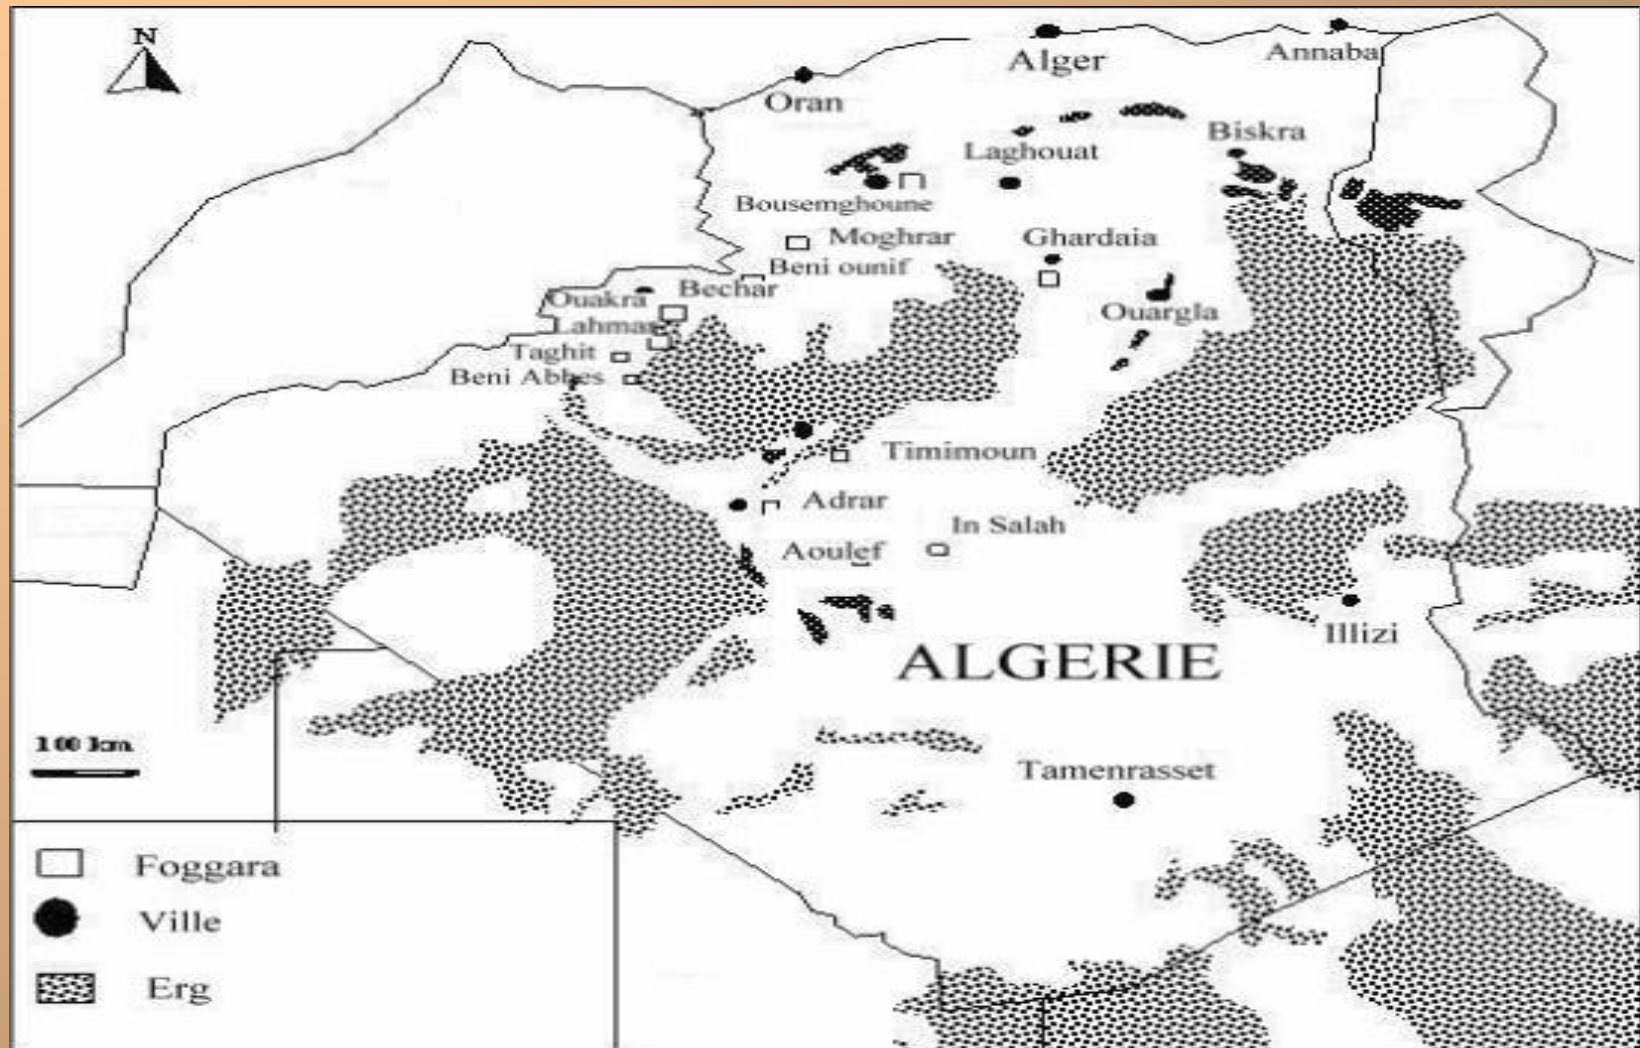 N
Alger
Annaba
Oran
Biskra
Laghouat
Bousemghoune
Moghrar
Ghardaia
Beni ounif
Bechar
Ouakra
Ouargla
Lahmar
Taghit
Beni Abbes
Timimoun
Adrar
In Salah
Aoulef
Illizi
ALGERIE
100 km.
Tamenrasset
Foggara
Ville
Erg